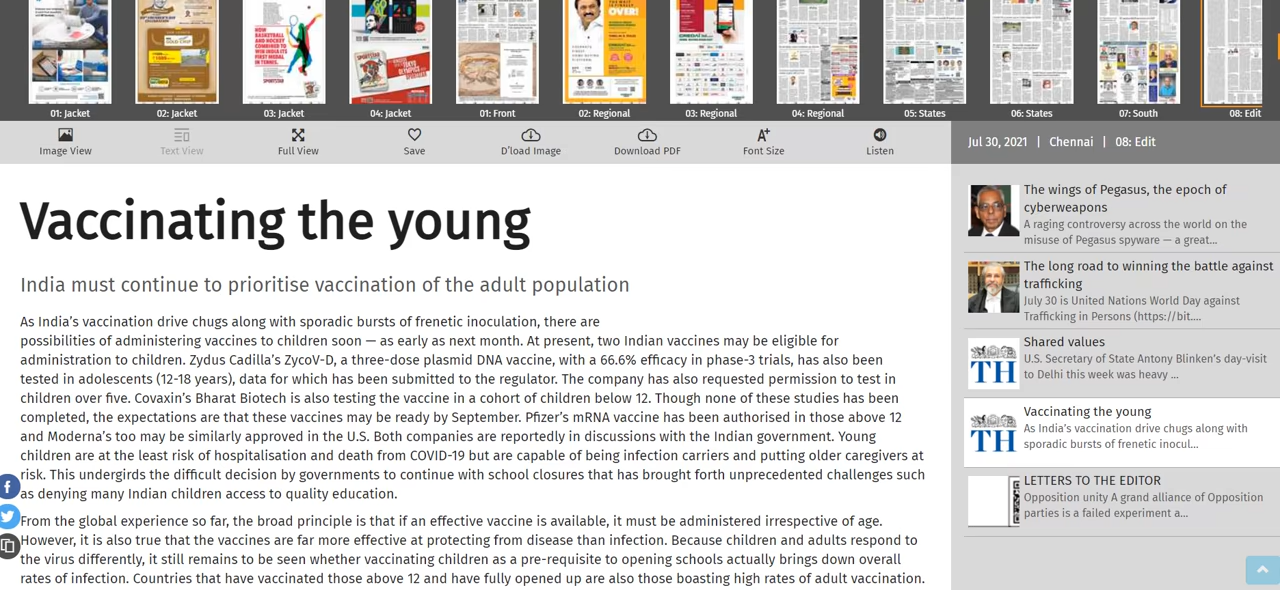 HOW
BASKETBALL
AND HOCKEY
COMBINED TO
WIN INDIA ITS
FIRST MEDAL
IN TENNIS.
OVER!
01: Jacket
02: Jacket
03: Jacket
04: Jacket
01: Front
02: Regional
03: Regional
04: Regional
05: States
06: States
07: South
08: Edit
Image View
Text View
Full View
Save
D'load Image
Download PDF
Font Size
Listen
Jul 30, 2021 | Chennai | 08: Edit
Vaccinating the young
India must continue to prioritise vaccination of the adult population
As India’s vaccination drive chugs along with sporadic bursts of frenetic inoculation, there are
possibilities of administering vaccines to children soon — as early as next month. At present, two Indian vaccines may be eligible for
administration to children. Zydus Cadilla’s ZyCoV-D, a three-dose plasmid DNA vaccine, with a 66.6% efficacy in phase-3 trials, has also been
tested in adolescents (12-18 years), data for which has been submitted to the regulator. The company has also requested permission to test in
children over five. Covaxin’s Bharat Biotech is also testing the vaccine in a cohort of children below 12. Though none of these studies has been
completed, the expectations are that these vaccines may be ready by September. Pfizer’s mRNA vaccine has been authorised in those above 12
and Moderna’s too may be similarly approved in the U.S. Both companies are reportedly in discussions with the Indian government. Young
children are at the least risk of hospitalisation and death from COVID-19 but are capable of being infection carriers and putting older caregivers at
risk. This undergirds the difficult decision by governments to continue with school closures that has brought forth unprecedented challenges such
as denying many Indian children access to quality education.
From the global experience so far, the broad principle is that if an effective vaccine is available, it must be administered irrespective of age.
However, it is also true that the vaccines are far more effective at protecting from disease than infection. Because children and adults respond to
the virus differently, it still remains to be seen whether vaccinating children as a pre-requisite to opening schools actually brings down overall
rates of infection. Countries that have vaccinated those above 12 and have fully opened up are also those boasting high rates of adult vaccination.
The wings of Pegasus, the epoch of
cyberweapons
A raging controversy across the world on the
misuse of Pegasus spyware — a great...
The long road to winning the battle against
trafficking
July 30 is United Nations World Day against
Trafficking in Persons (https://bit....
Shared values
U.S. Secretary of State Antony Blinken’s day-visit
to Delhi this week was heavy ...
TH
Vaccinating the young
As India’s vaccination drive chugs along with
sporadic bursts of frenetic inocul...
TH
LETTERS TO THE EDITOR
Opposition unity A grand alliance of Opposition
parties is a failed experiment a...